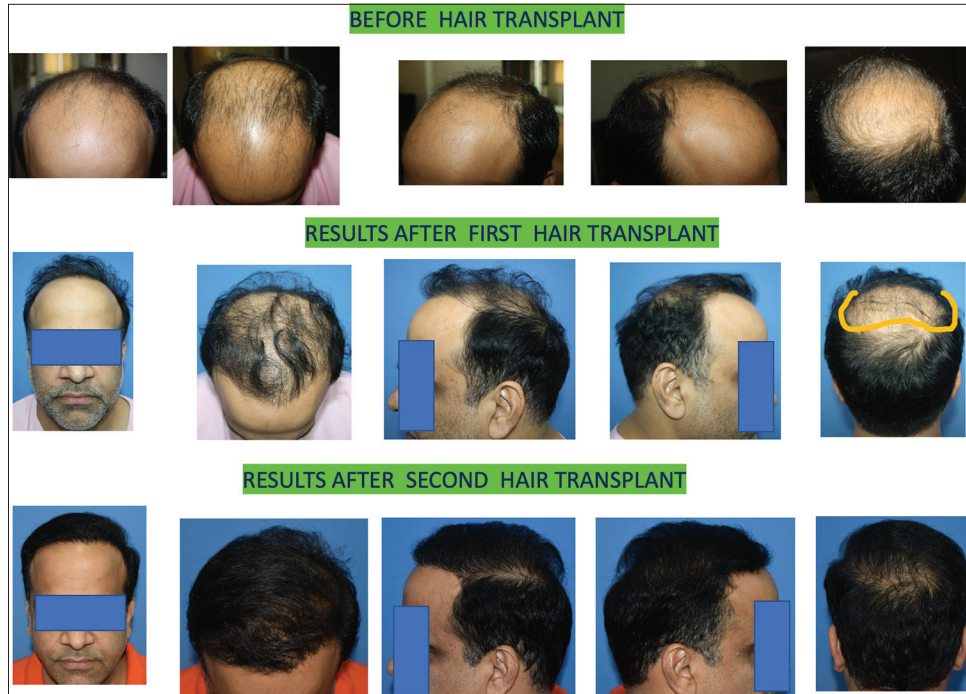 BEFORE HAIR TRANSPLANT
RESULTS AFTER FIRST HAIR TRANSPLANT
RESULTS AFTER SECOND HAIR TRANSPLANT